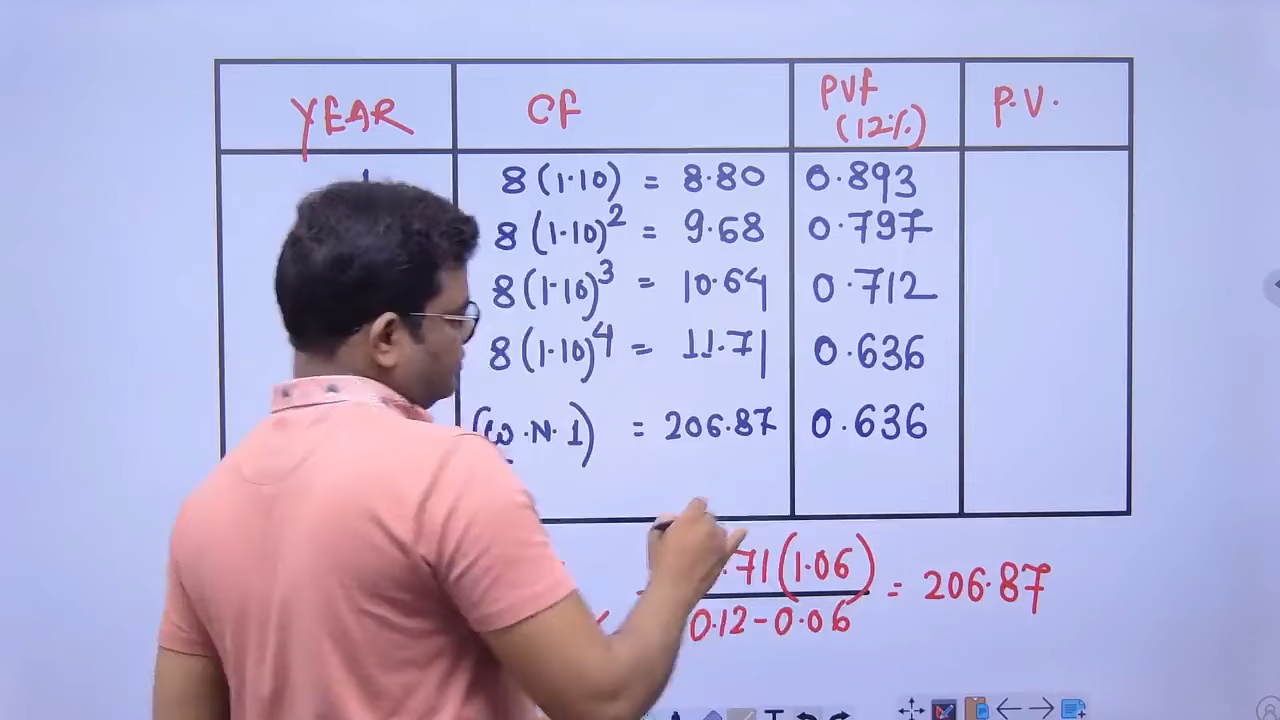 YEAR CF PVF (12%) P.V.
1 8(1.10) = 8.80 0.893
8(1.10)² = 9.68 0.797
8(1.10)³ = 10.64 0.712
8(1.10)⁴ = 11.71 0.636
(W.N.1) = 206.87 0.636
.71(1.06) = 206.87
0.12-0.06